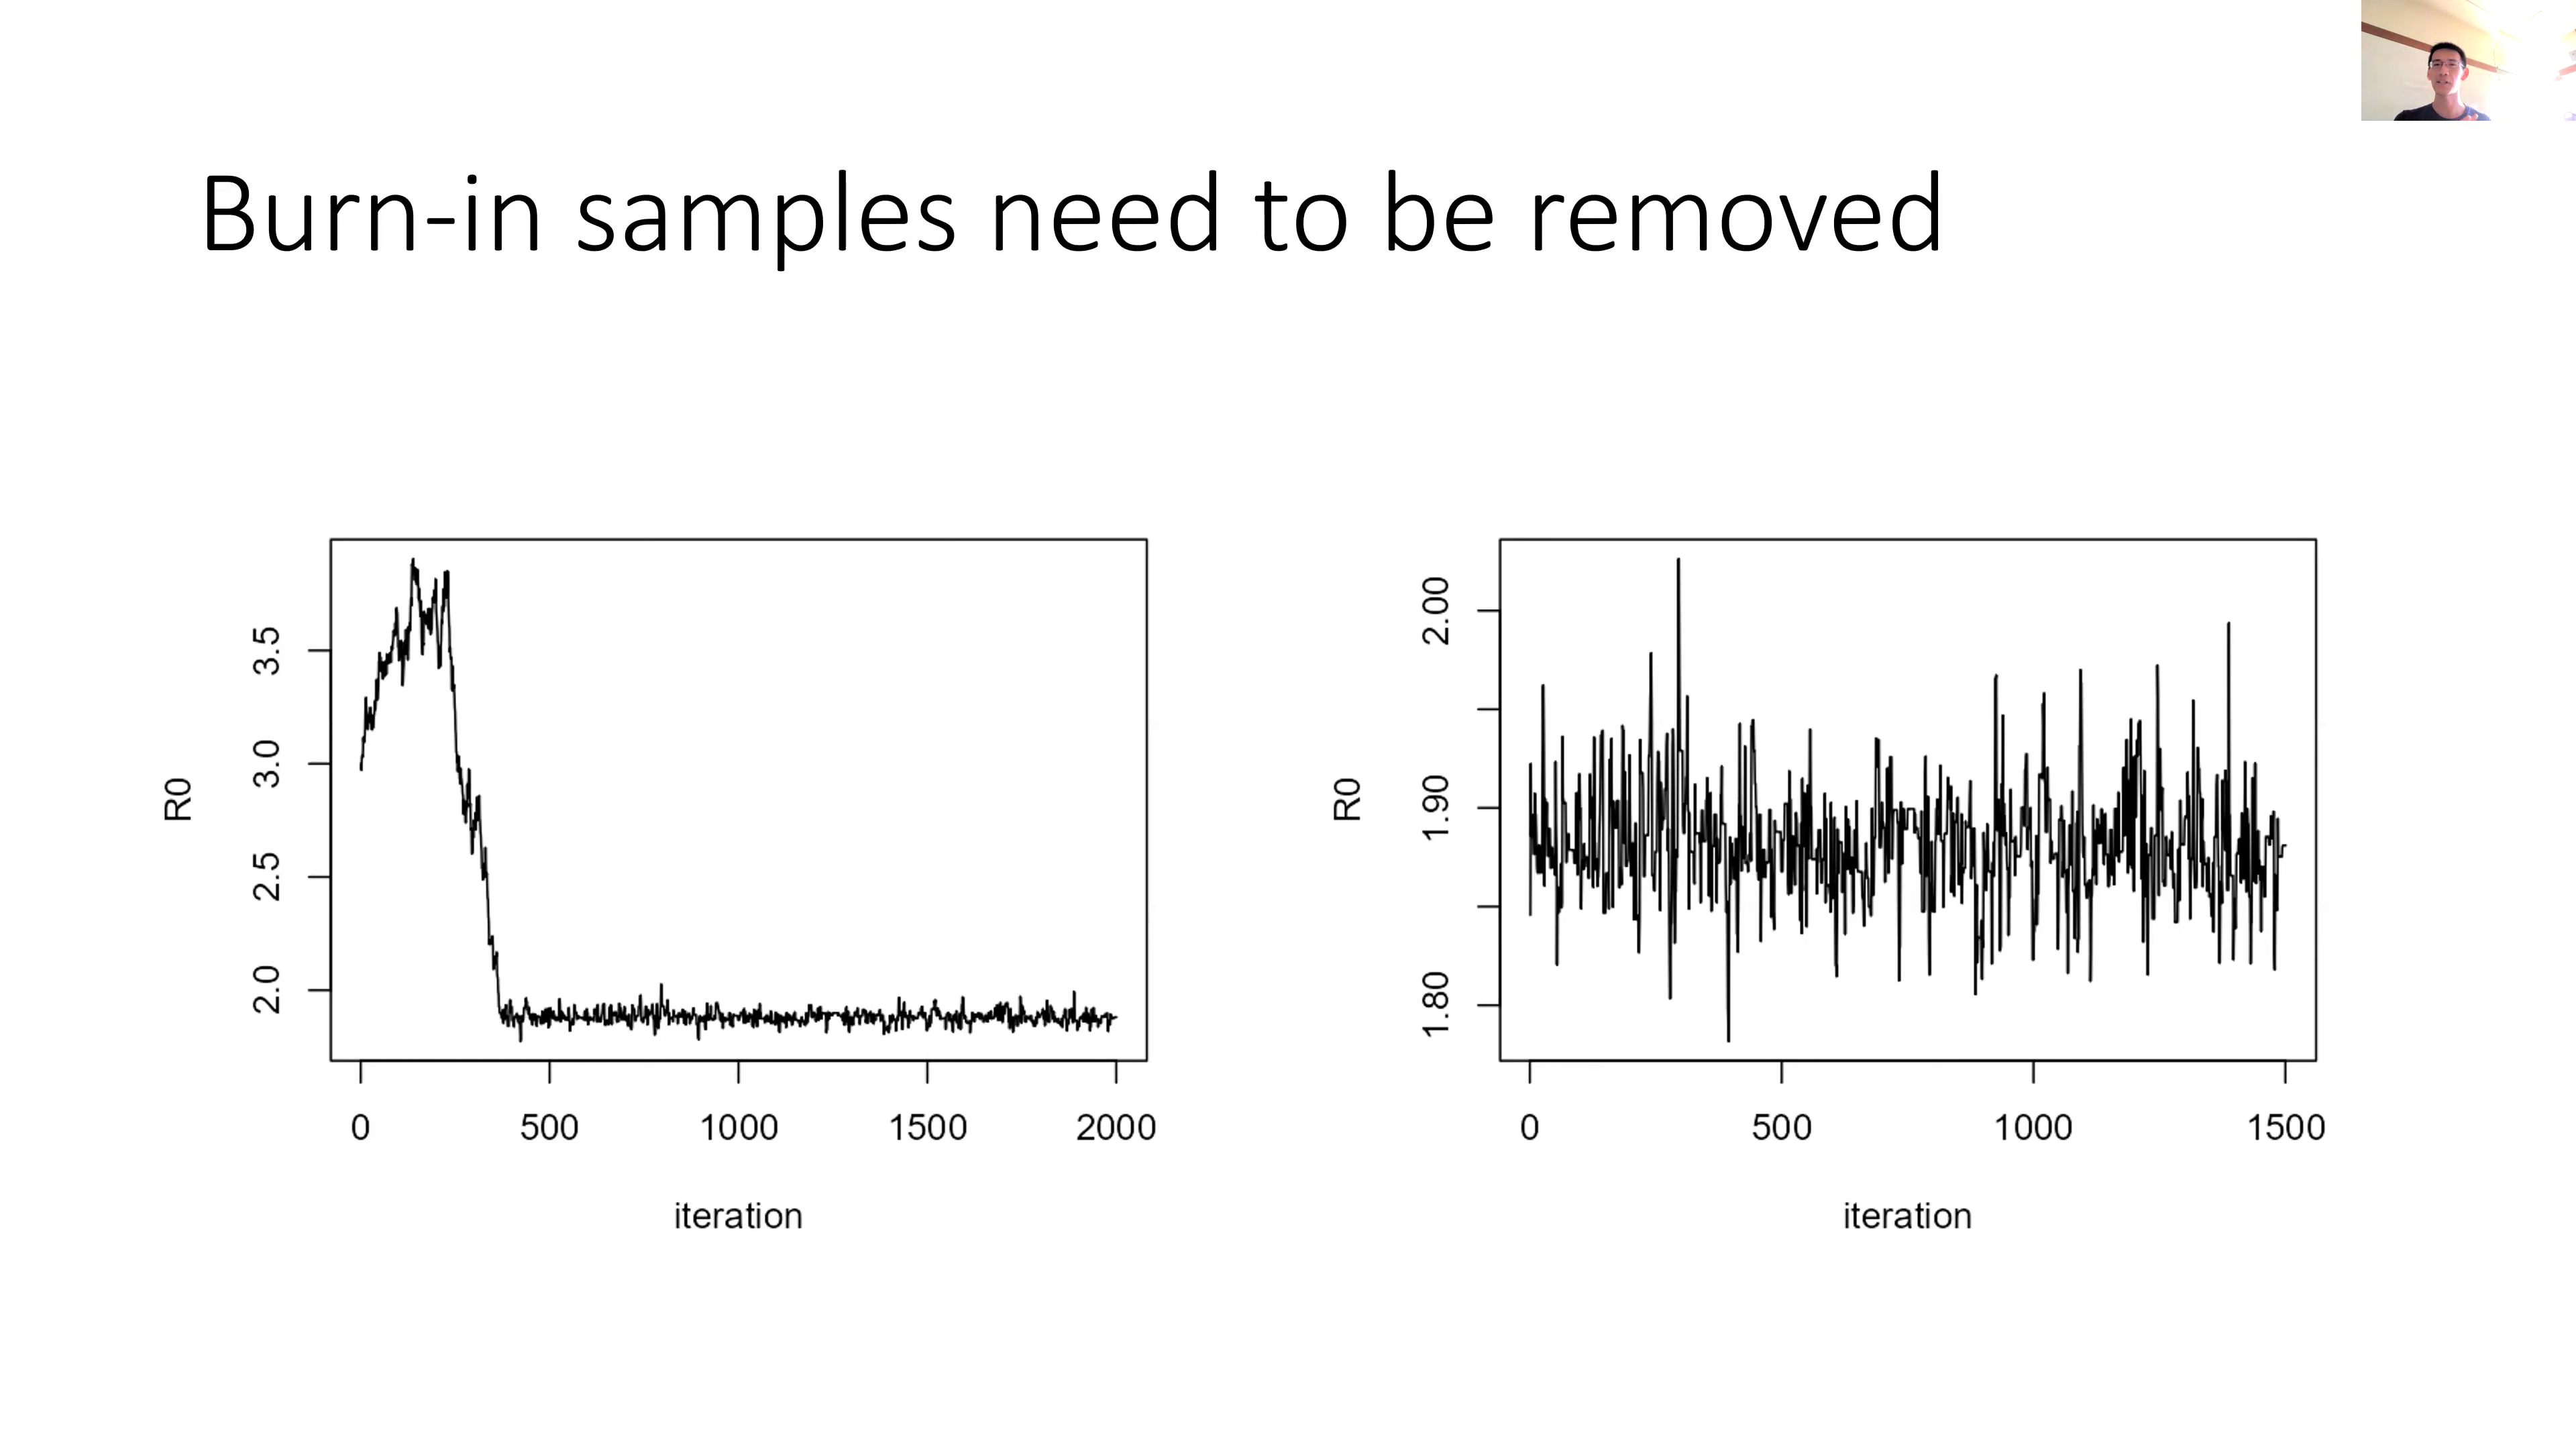 Burn-in samples need to be removed
R0
3.5
3.0
2.5
2.0
0 500 1000 1500 2000
iteration
R0
2.00
1.90
1.80
0 500 1000 1500
iteration